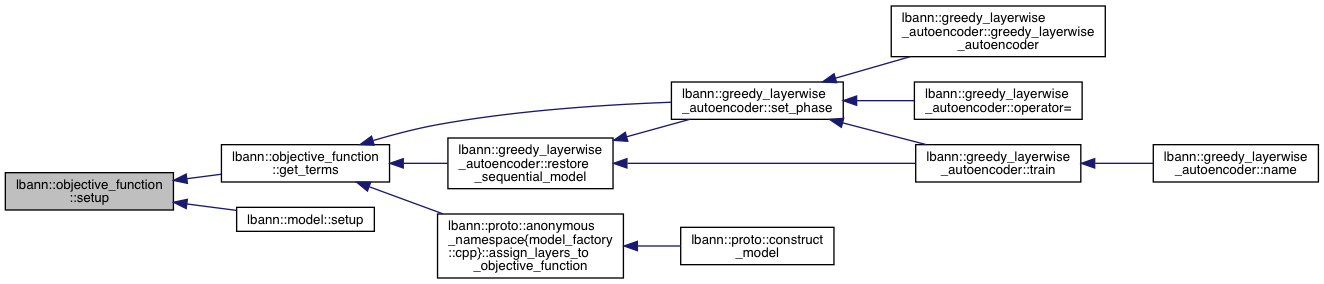 lbann::objective_function
::setup
lbann::objective_function
::get_terms
lbann::model::setup
lbann::greedy_layerwise
_autoencoder::set_phase
lbann::greedy_layerwise
_autoencoder::restore
_sequential_model
lbann::proto::anonymous
_namespace{model_factory
::cpp}::assign_layers_to
_objective_function
lbann::greedy_layerwise
_autoencoder::greedy_layerwise
_autoencoder
lbann::greedy_layerwise
_autoencoder::operator=
lbann::greedy_layerwise
_autoencoder::train
lbann::proto::construct
_model
lbann::greedy_layerwise
_autoencoder::name